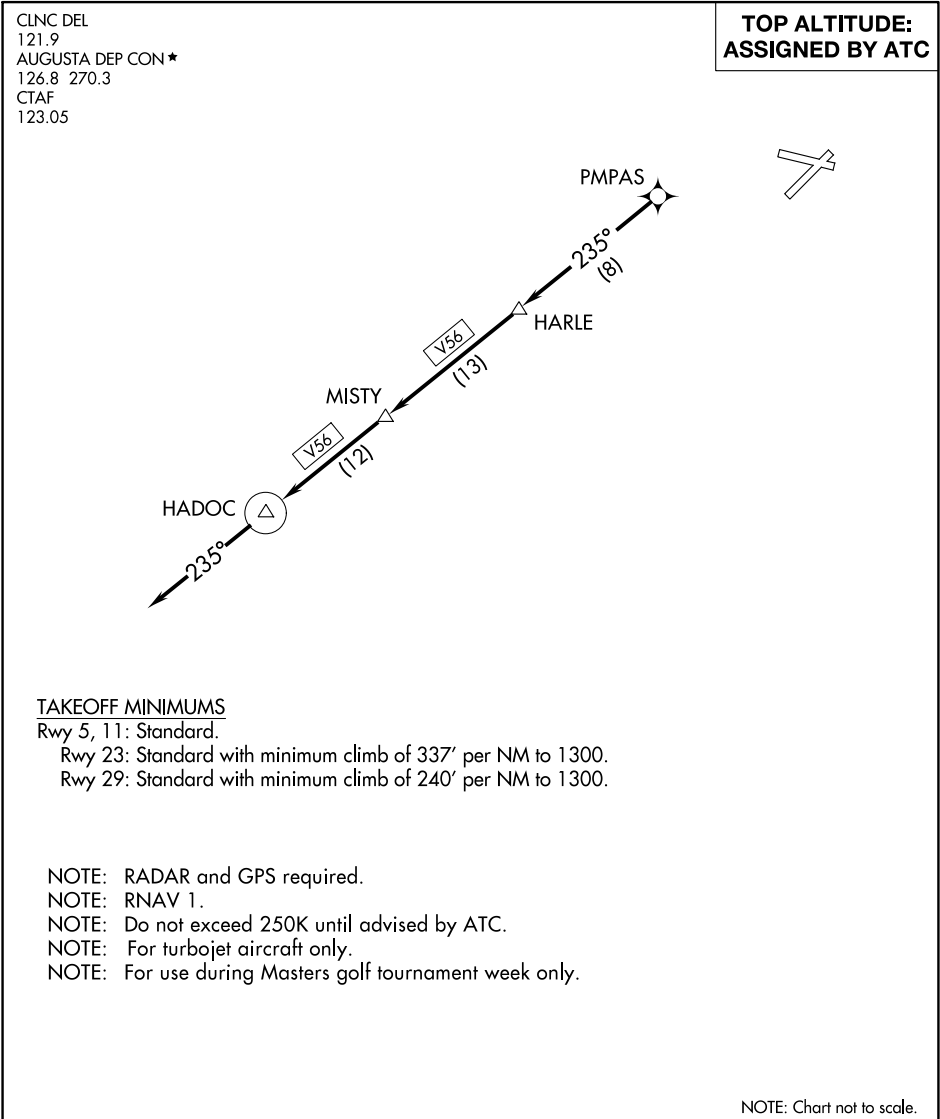 CLNC DEL
121.9
AUGUSTA DEP CON ★
126.8 270.3
CTAF
123.05
TOP ALTITUDE:
ASSIGNED BY ATC
PMPAS
235°
(8)
HARLE
V56
(13)
MISTY
V56
(12)
HADOC
235°
TAKEOFF MINIMUMS
Rwy 5, 11: Standard.
Rwy 23: Standard with minimum climb of 337' per NM to 1300.
Rwy 29: Standard with minimum climb of 240' per NM to 1300.
NOTE: RADAR and GPS required.
NOTE: RNAV 1.
NOTE: Do not exceed 250K until advised by ATC.
NOTE: For turbojet aircraft only.
NOTE: For use during Masters golf tournament week only.
NOTE: Chart not to scale.